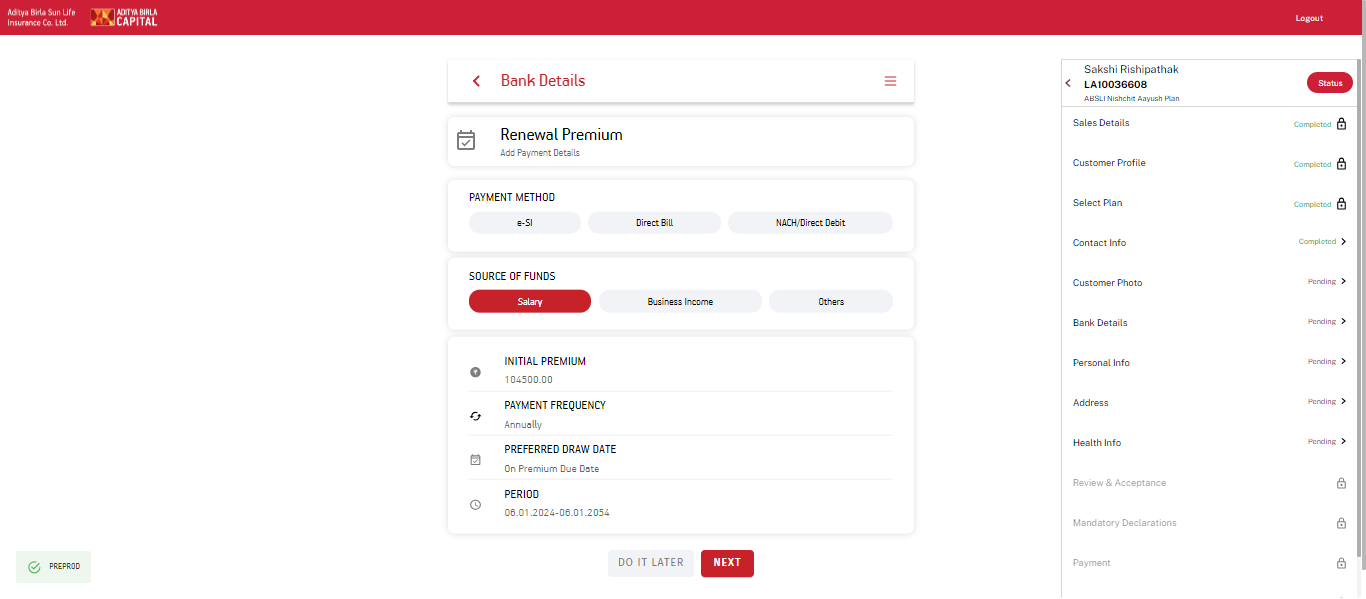 Aditya Birla Sun Life
Insurance Co. Ltd.
ADITYA BIRLA
CAPITAL
Logout
Bank Details
Renewal Premium
Add Payment Details
PAYMENT METHOD
e-SI
Direct Bill
NACH/Direct Debit
SOURCE OF FUNDS
Salary
Business Income
Others
INITIAL PREMIUM
104500.00
PAYMENT FREQUENCY
Annually
PREFERRED DRAW DATE
On Premium Due Date
PERIOD
06.01.2024-06.01.2054
DO IT LATER
NEXT
PREPROD
Sakshi Rishipathak
LA10036608
ABSLI Nishchit Aayush Plan
Status
Sales Details Completed
Customer Profile Completed
Select Plan Completed
Contact Info Completed
Customer Photo Pending
Bank Details Pending
Personal Info Pending
Address Pending
Health Info Pending
Review & Acceptance
Mandatory Declarations
Payment